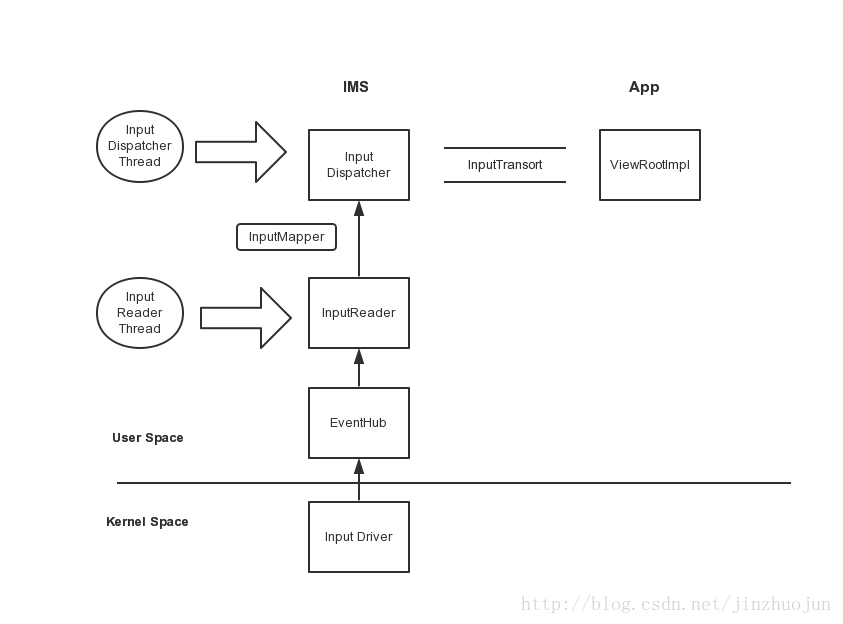 IMS
App
Input
Dispatcher
Thread
Input
Dispatcher
InputTransort
ViewRootImpl
InputMapper
Input
Reader
Thread
InputReader
EventHub
User Space
Kernel Space
Input Driver
http://blog.csdn.net/jinzhuojun